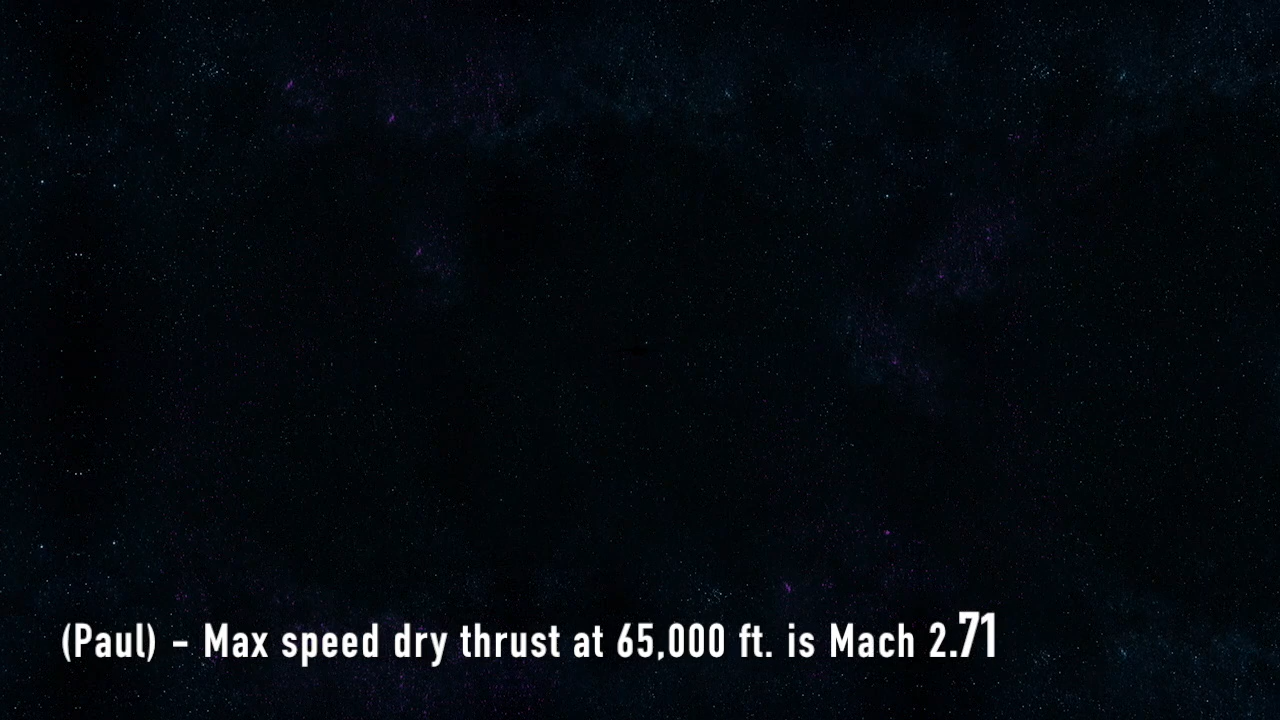 (Paul) - Max speed dry thrust at 65,000 ft. is Mach 2.71